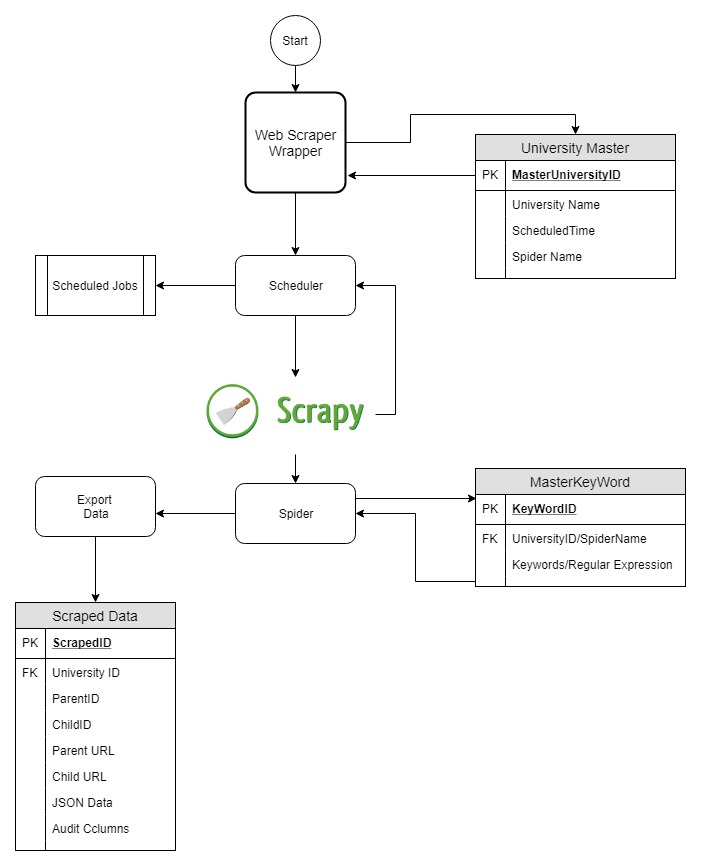 Start
Web Scraper
Wrapper
University Master
PK MasterUniversityID
University Name
ScheduledTime
Spider Name
Scheduled Jobs
Scheduler
Scrapy
Export
Data
Spider
MasterKeyWord
PK KeyWordID
FK UniversityID/SpiderName
Keywords/Regular Expression
Scraped Data
PK ScrapedID
FK University ID
ParentID
ChildID
Parent URL
Child URL
JSON Data
Audit Cclumns